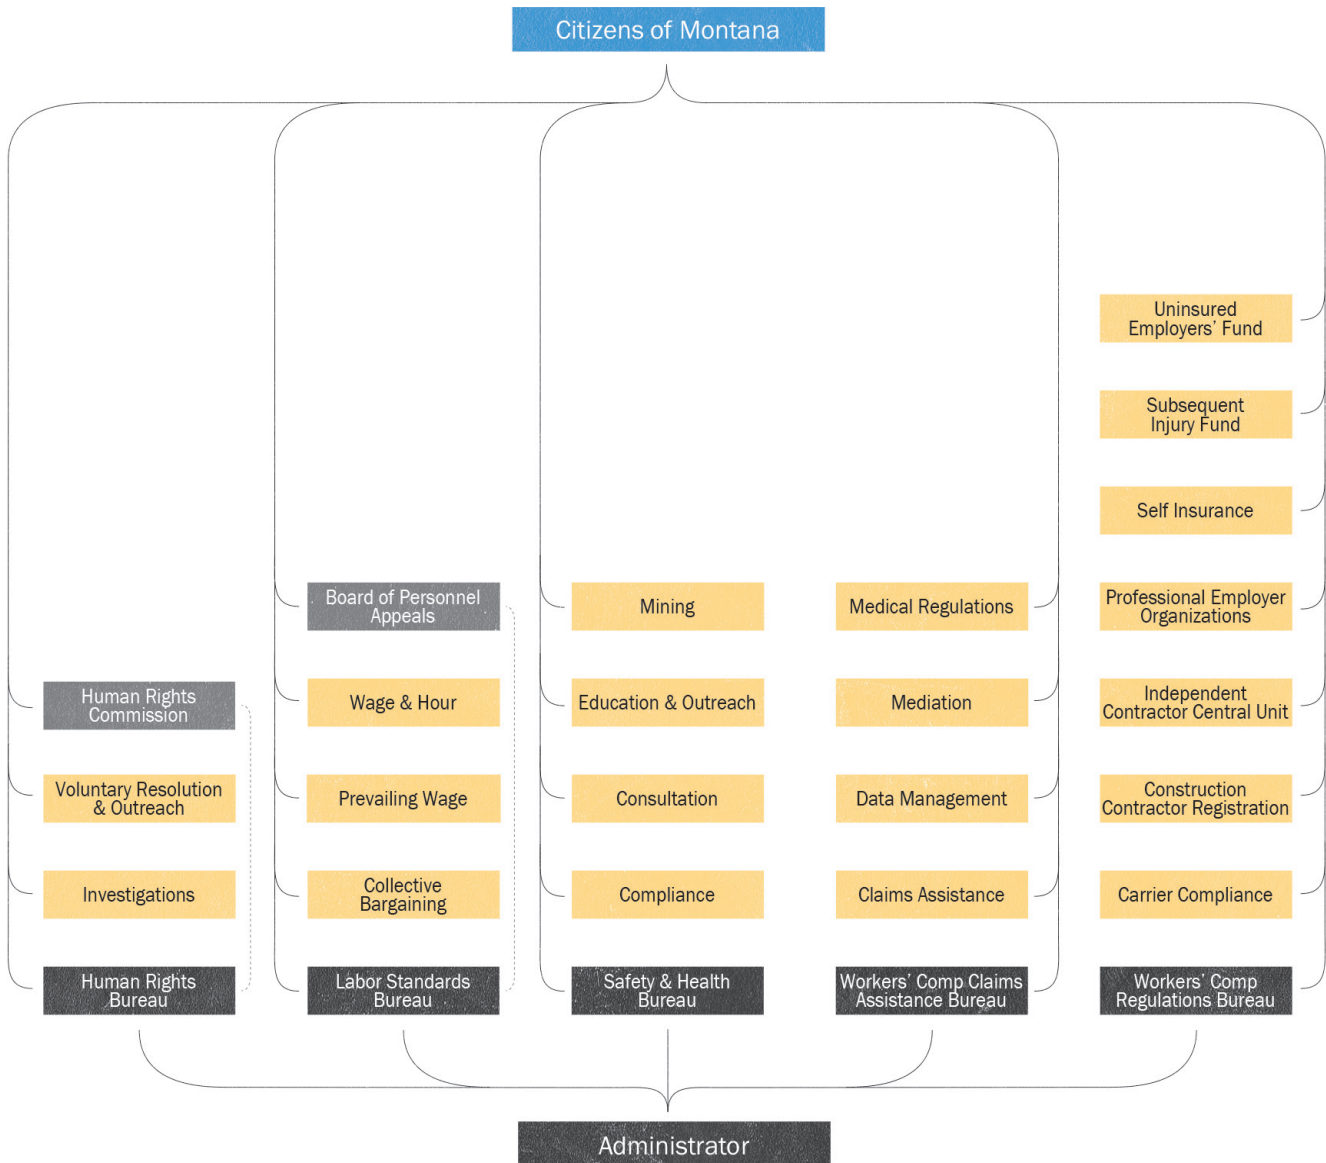 Citizens of Montana
Human Rights
Commission
Voluntary Resolution
& Outreach
Investigations
Human Rights
Bureau
Board of Personnel
Appeals
Wage & Hour
Prevailing Wage
Collective
Bargaining
Labor Standards
Bureau
Mining
Education & Outreach
Consultation
Compliance
Safety & Health
Bureau
Medical Regulations
Mediation
Data Management
Claims Assistance
Workers’ Comp Claims
Assistance Bureau
Uninsured
Employers’ Fund
Subsequent
Injury Fund
Self Insurance
Professional Employer
Organizations
Independent
Contractor Central Unit
Construction
Contractor Registration
Carrier Compliance
Workers’ Comp
Regulations Bureau
Administrator